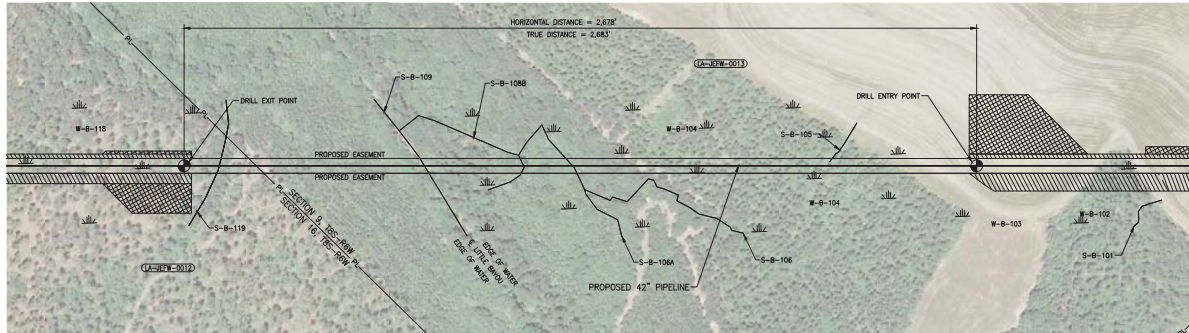 HORIZONTAL DISTANCE = 2,678'
TRUE DISTANCE = 2,683'
PL
LA-JEFW-0013
S-B-109
S-B-108B
DRILL EXIT POINT
DRILL ENTRY POINT
PL
W-B-118
W-B-104
S-B-105
PROPOSED EASEMENT
PROPOSED EASEMENT
PL
SECTION 9, T8S-R6W
SECTION 16, T8S-R6W
PL
W-B-104
W-B-103
W-B-102
S-B-119
EDGE OF WATER
℄ LITTLE BAYOU
EDGE OF WATER
S-B-106A
S-B-106
S-B-101
LA-JEFW-0012
PROPOSED 42" PIPELINE